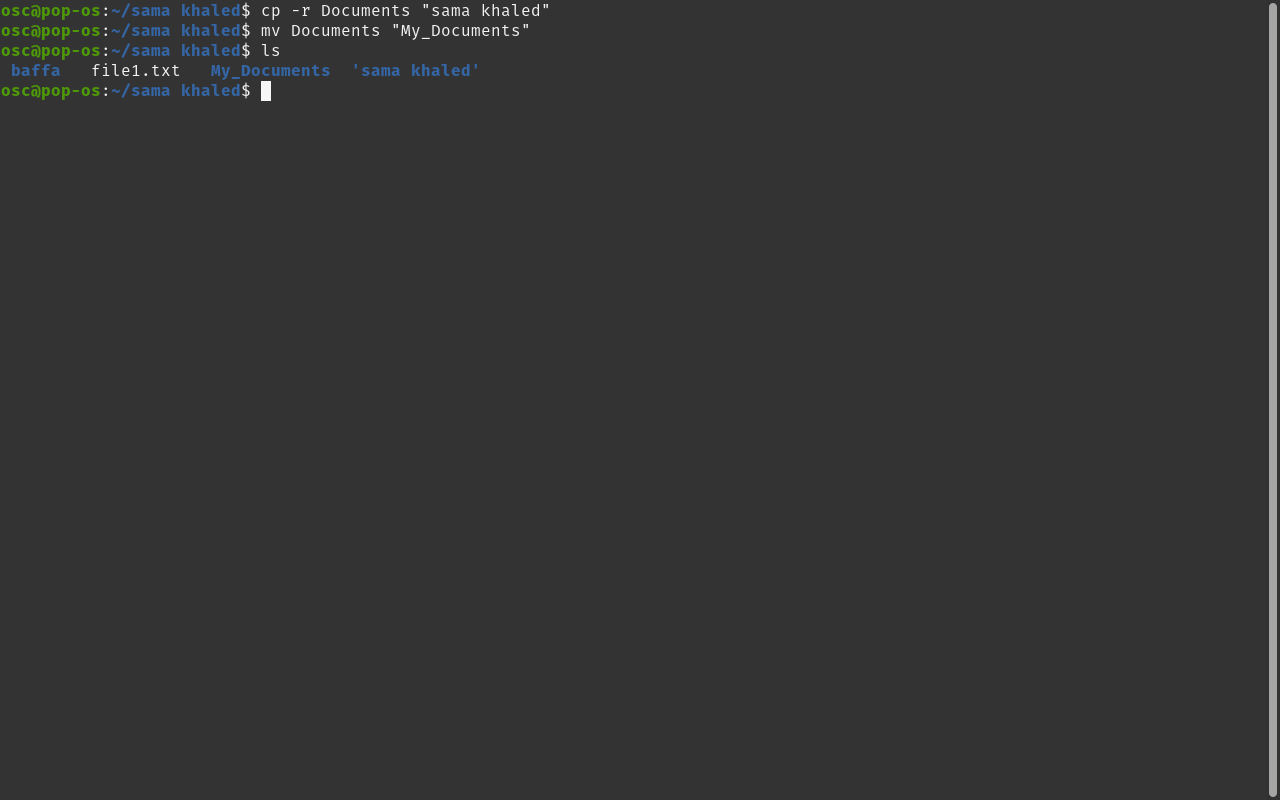 osc@pop-os:~/sama khaled$ cp -r Documents "sama khaled"
osc@pop-os:~/sama khaled$ mv Documents "My_Documents"
osc@pop-os:~/sama khaled$ ls
baffa   file1.txt   My_Documents  'sama khaled'
osc@pop-os:~/sama khaled$